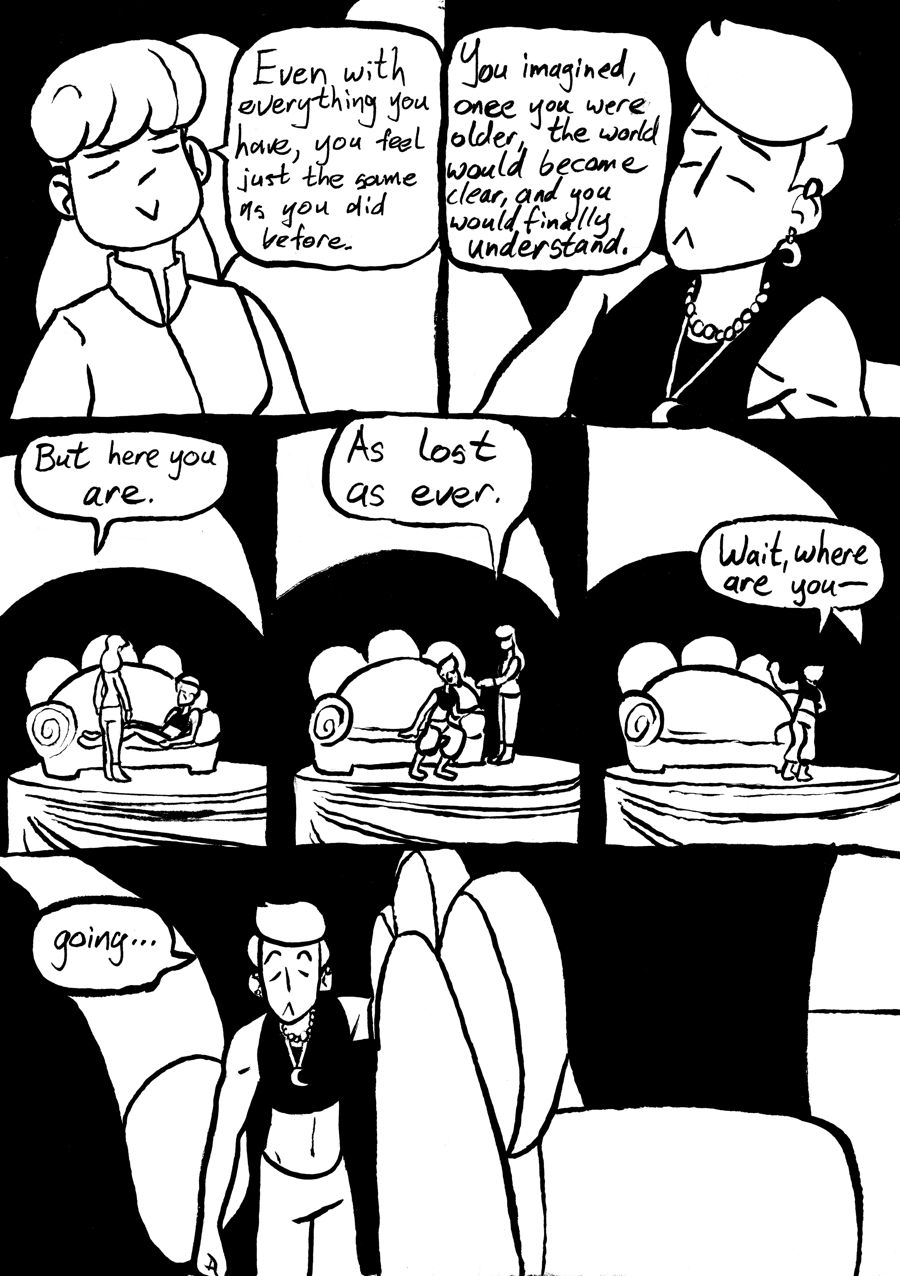 Even with
everything you
have, you feel
just the same
as you did
before.
You imagined,
once you were
older, the world
would become
clear, and you
would finally
understand.
But here you
are.
As lost
as ever.
Wait, where
are you—
going...